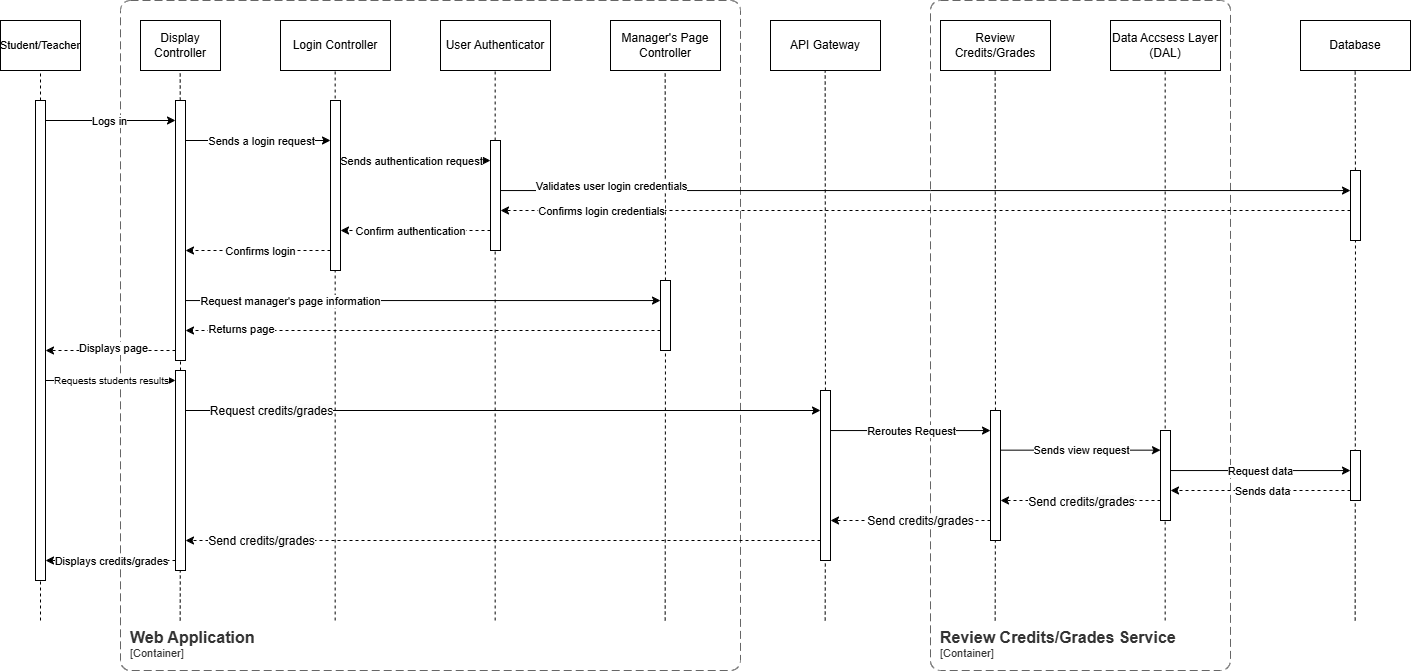 Student/Teacher
Display
Controller
Login Controller
User Authenticator
Manager's Page
Controller
API Gateway
Review
Credits/Grades
Data Accsess Layer
(DAL)
Database
Logs in
Sends a login request
Sends authentication request
Validates user login credentials
Confirms login credentials
Confirm authentication
Confirms login
Request manager's page information
Returns page
Displays page
Requests students results
Request credits/grades
Reroutes Request
Sends view request
Request data
Sends data
Send credits/grades
Send credits/grades
Send credits/grades
Displays credits/grades
Web Application
[Container]
Review Credits/Grades Service
[Container]